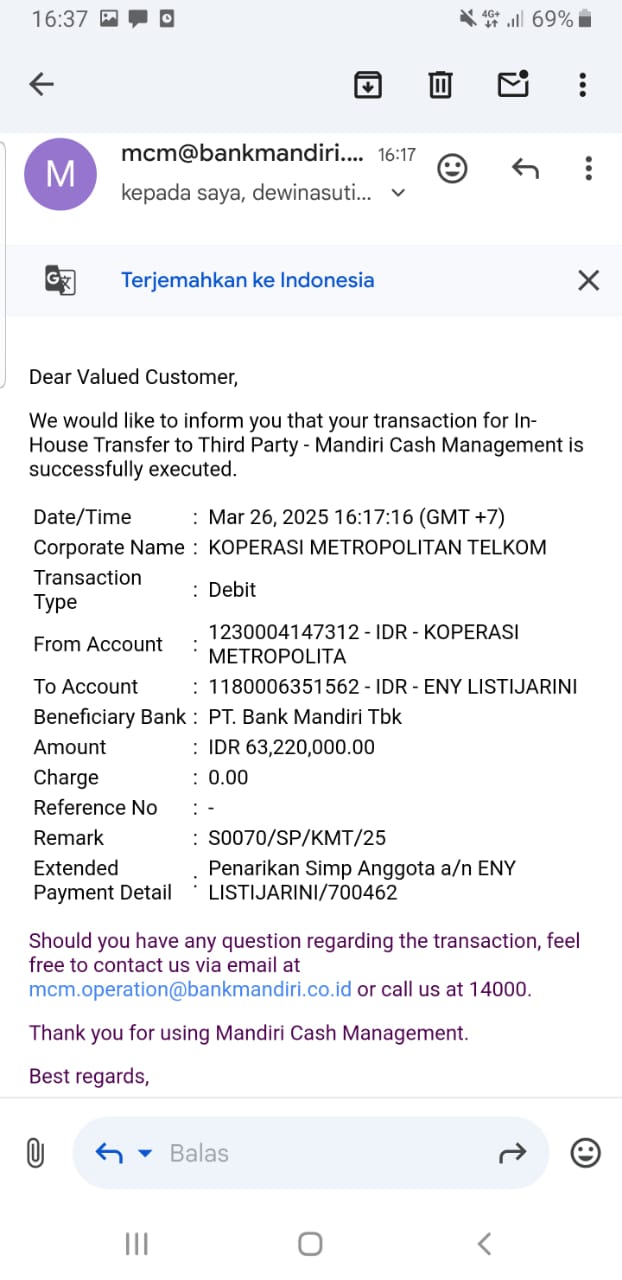 16:37
4G+ 69%
M
mcm@bankmandiri.... 16:17
kepada saya, dewinasuti...
Terjemahkan ke Indonesia
Dear Valued Customer,
We would like to inform you that your transaction for In-
House Transfer to Third Party - Mandiri Cash Management is
successfully executed.
Date/Time : Mar 26, 2025 16:17:16 (GMT +7)
Corporate Name : KOPERASI METROPOLITAN TELKOM
Transaction
Type : Debit
From Account : 1230004147312 - IDR - KOPERASI
METROPOLITA
To Account : 1180006351562 - IDR - ENY LISTIJARINI
Beneficiary Bank : PT. Bank Mandiri Tbk
Amount : IDR 63,220,000.00
Charge : 0.00
Reference No : -
Remark : S0070/SP/KMT/25
Extended
Payment Detail : Penarikan Simp Anggota a/n ENY
LISTIJARINI/700462
Should you have any question regarding the transaction, feel
free to contact us via email at
mcm.operation@bankmandiri.co.id or call us at 14000.
Thank you for using Mandiri Cash Management.
Best regards,
Balas